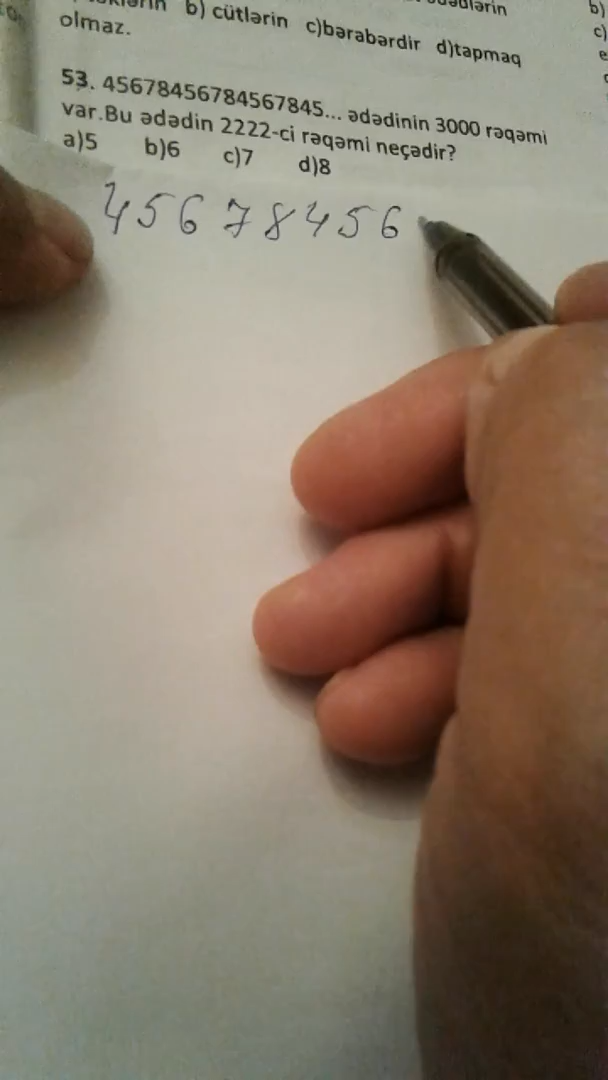 b) cütlərin c)bərabərdir d)tapmaq
olmaz.
53. 45678456784567845... ədədinin 3000 rəqəmi
var.Bu ədədin 2222-ci rəqəmi neçədir?
a)5 b)6 c)7 d)8
45678456
b)
c)